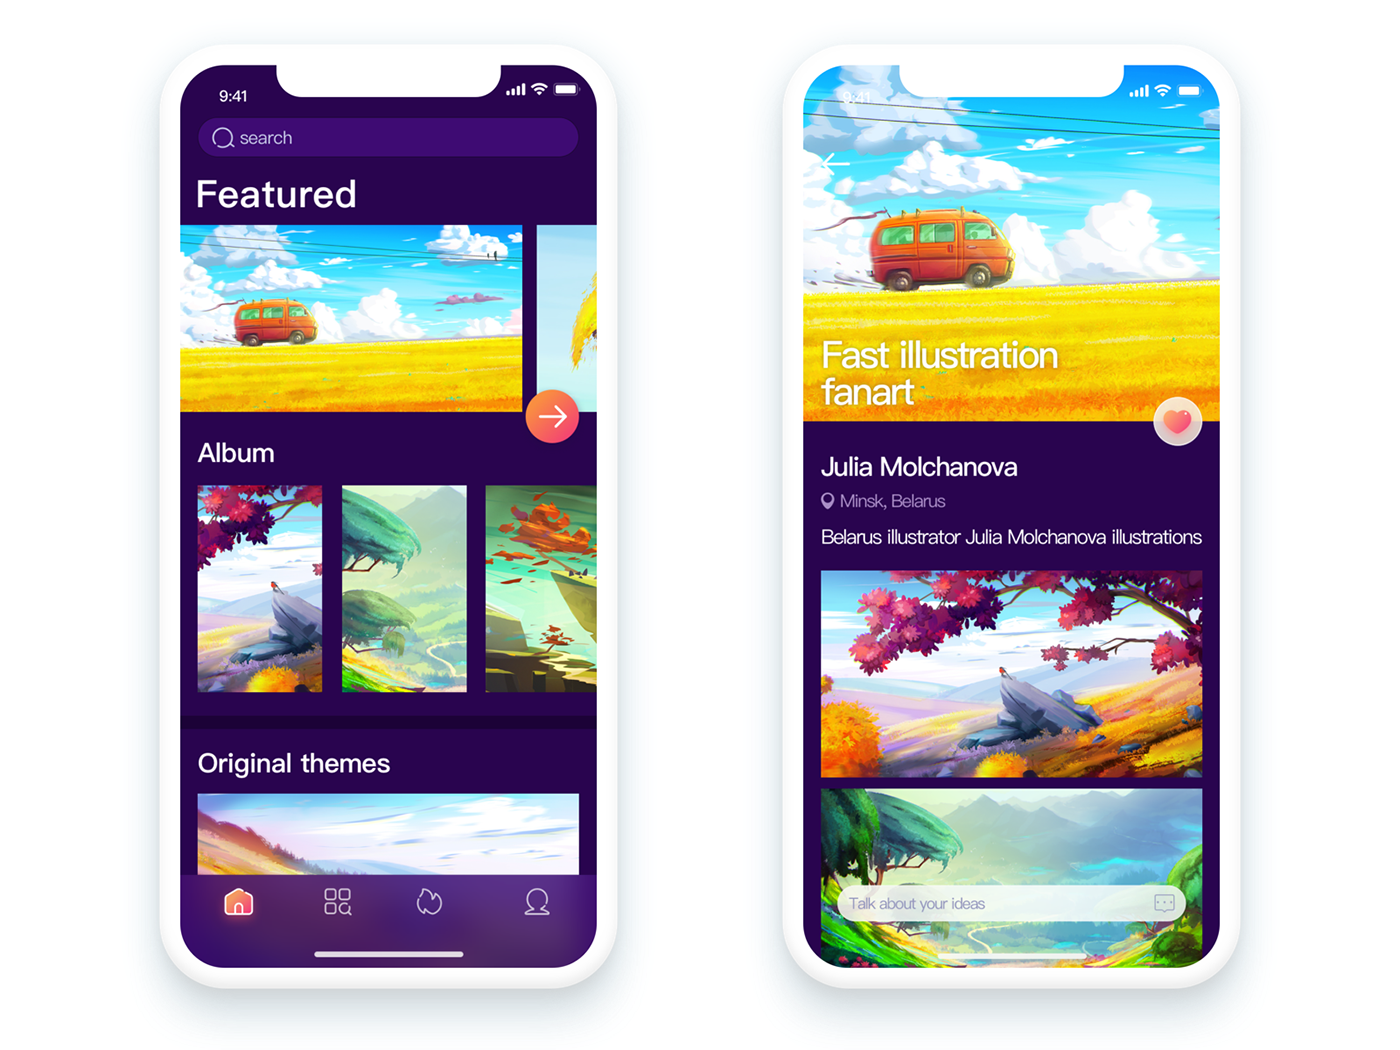 9:41
search
Featured
Album
Original themes
9:41
Fast illustration
fanart
Julia Molchanova
Minsk, Belarus
Belarus illustrator Julia Molchanova illustrations
Talk about your ideas